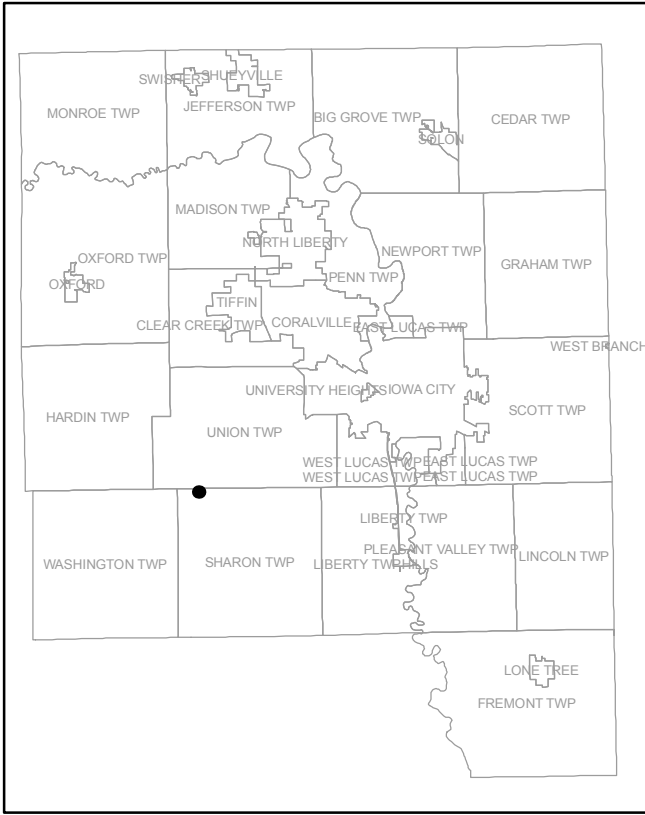 SHUEYVILLE
SWISHER
JEFFERSON TWP
MONROE TWP
BIG GROVE TWP
CEDAR TWP
SOLON
MADISON TWP
NORTH LIBERTY
NEWPORT TWP
OXFORD TWP
GRAHAM TWP
PENN TWP
OXFORD
TIFFIN
CLEAR CREEK TWP
CORALVILLE
EAST LUCAS TWP
WEST BRANCH
UNIVERSITY HEIGHTS
IOWA CITY
HARDIN TWP
SCOTT TWP
UNION TWP
WEST LUCAS TWP
EAST LUCAS TWP
WEST LUCAS TWP
EAST LUCAS TWP
LIBERTY TWP
PLEASANT VALLEY TWP
LINCOLN TWP
WASHINGTON TWP
SHARON TWP
LIBERTY TWP
HILLS
LONE TREE
FREMONT TWP